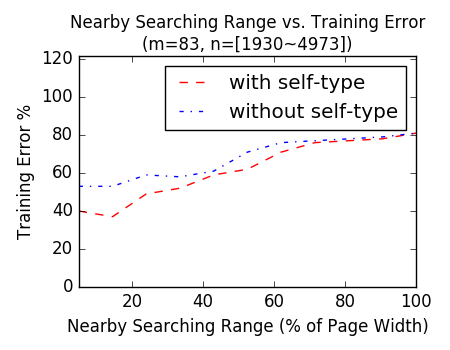 Nearby Searching Range vs. Training Error
(m=83, n=[1930~4973])
with self-type
without self-type
Training Error %
120
100
80
60
40
20
0
20 40 60 80 100
Nearby Searching Range (% of Page Width)